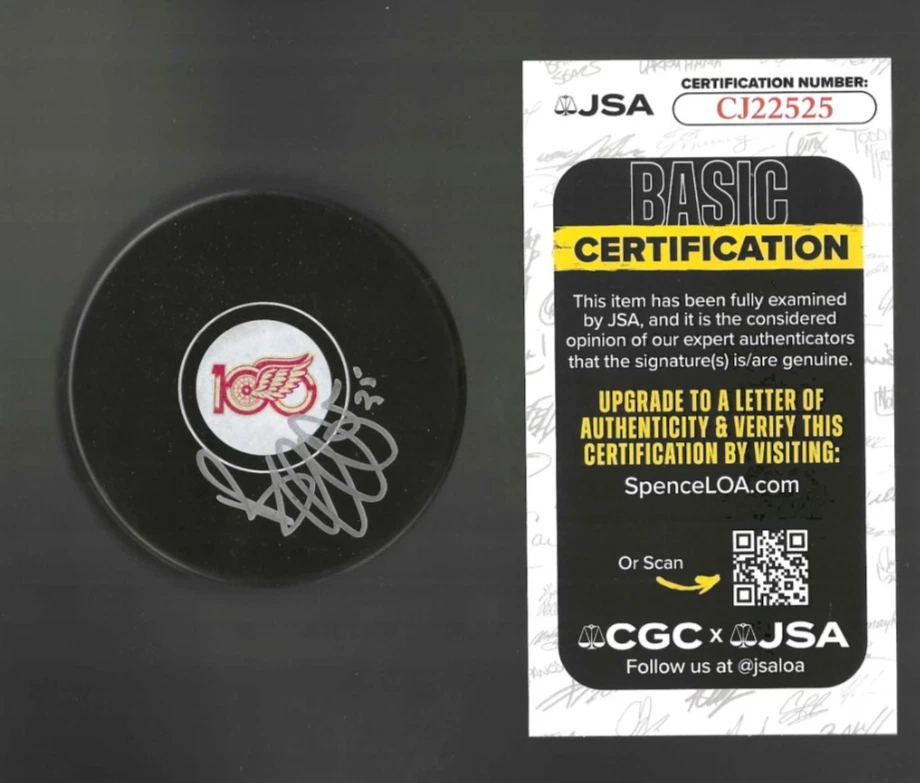 100
JSA
CERTIFICATION NUMBER:
CJ22525
BASIC
CERTIFICATION
This item has been fully examined
by JSA, and it is the considered
opinion of our expert authenticators
that the signature(s) is/are genuine.
UPGRADE TO A LETTER OF
AUTHENTICITY & VERIFY THIS
CERTIFICATION BY VISITING:
SpenceLOA.com
Or Scan
CGC x JSA
Follow us at @jsaloa